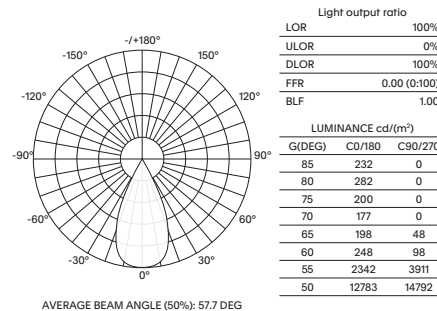 -/+180°
-150°
150°
-120°
120°
-90°
90°
-60°
60°
-30°
30°
0°
AVERAGE BEAM ANGLE (50%): 57.7 DEG
Light output ratio
LOR 100%
ULOR 0%
DLOR 100%
FFR 0.00 (0:100)
BLF 1.00
LUMINANCE cd/(m²)
G(DEG) C0/180 C90/270
85 232 0
80 282 0
75 200 0
70 177 0
65 198 48
60 248 98
55 2342 3911
50 12783 14792